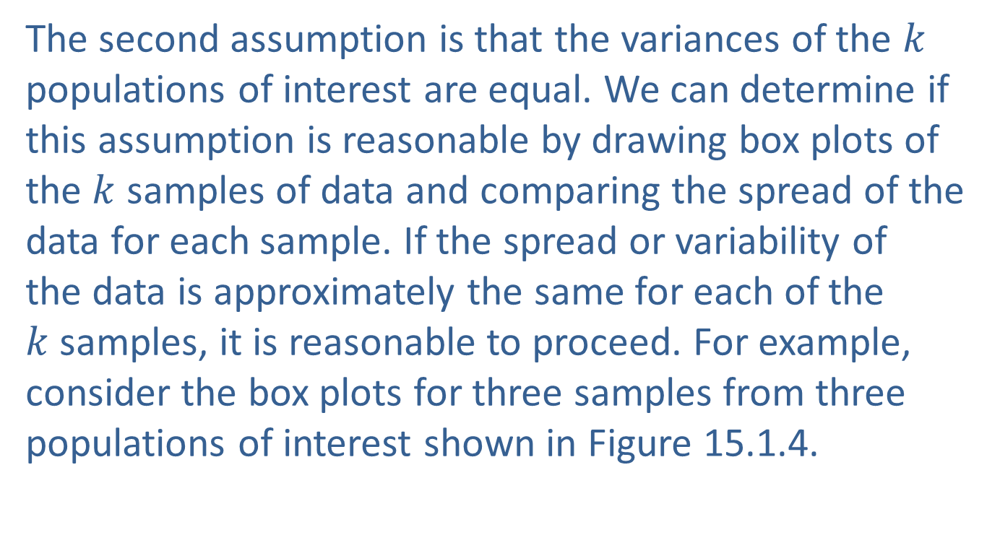 The second assumption is that the variances of the k
populations of interest are equal. We can determine if
this assumption is reasonable by drawing box plots of
the k samples of data and comparing the spread of the
data for each sample. If the spread or variability of
the data is approximately the same for each of the
k samples, it is reasonable to proceed. For example,
consider the box plots for three samples from three
populations of interest shown in Figure 15.1.4.